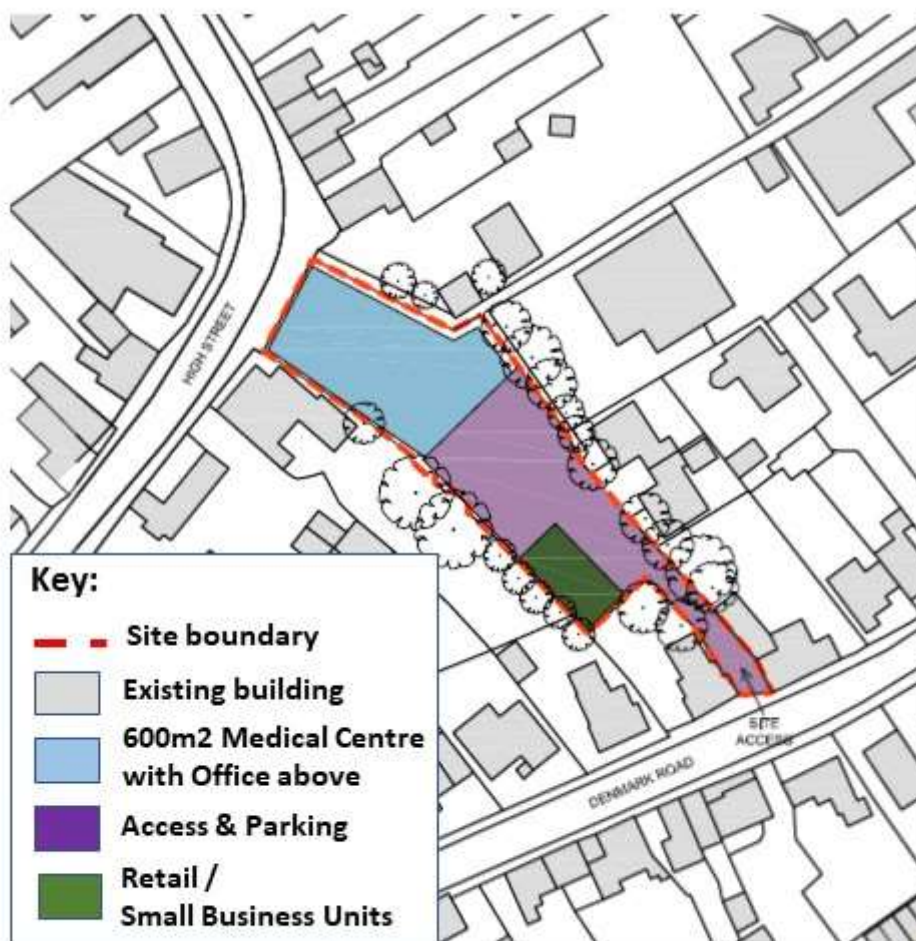 HIGH STREET
Key:
Site boundary
Existing building
600m2 Medical Centre
with Office above
Access & Parking
Retail /
Small Business Units
SITE
ACCESS
DENMARK ROAD